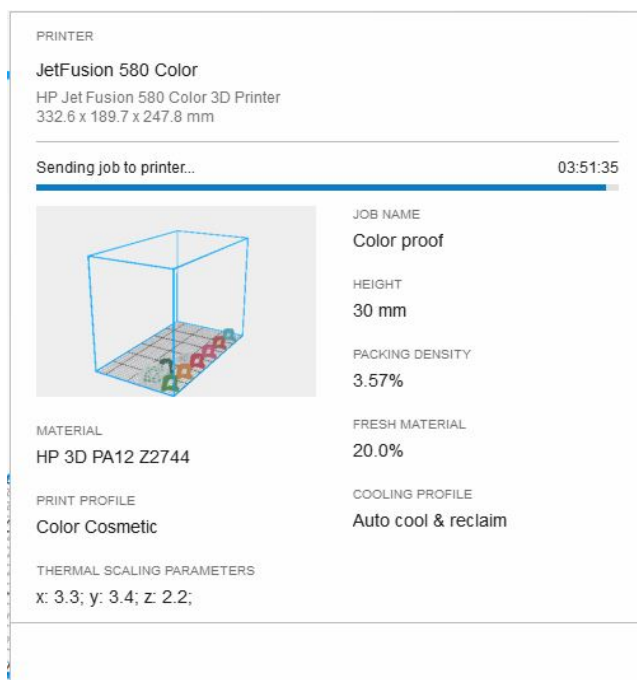 PRINTER
JetFusion 580 Color
HP Jet Fusion 580 Color 3D Printer
332.6 x 189.7 x 247.8 mm
Sending job to printer...
03:51:35
JOB NAME
Color proof
HEIGHT
30 mm
PACKING DENSITY
3.57%
MATERIAL
HP 3D PA12 Z2744
FRESH MATERIAL
20.0%
PRINT PROFILE
Color Cosmetic
COOLING PROFILE
Auto cool & reclaim
THERMAL SCALING PARAMETERS
x: 3.3; y: 3.4; z: 2.2;